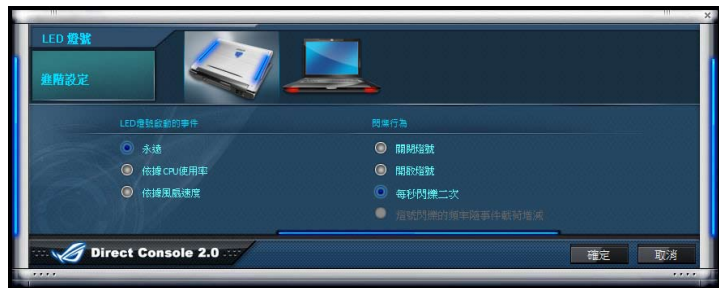 LED 燈號
進階設定
LED燈號啟動的事件
永遠
依據 CPU使用率
依據風扇速度
閃爍行為
關閉燈號
開啟燈號
每秒閃爍二次
燈號閃爍的頻率隨事件載荷增減
Direct Console 2.0
確定
取消